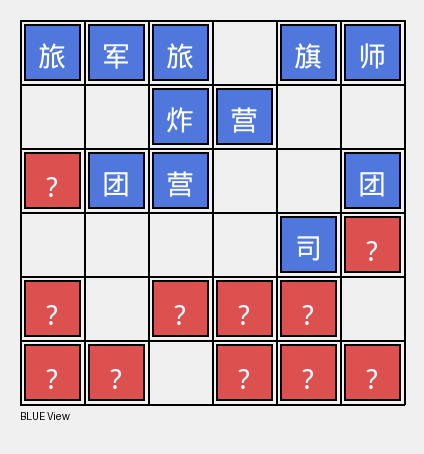 旅 军 旅 旗 师
炸 营
? 团 营 团
司 ?
? ? ? ?
? ? ? ? ?
BLUE View